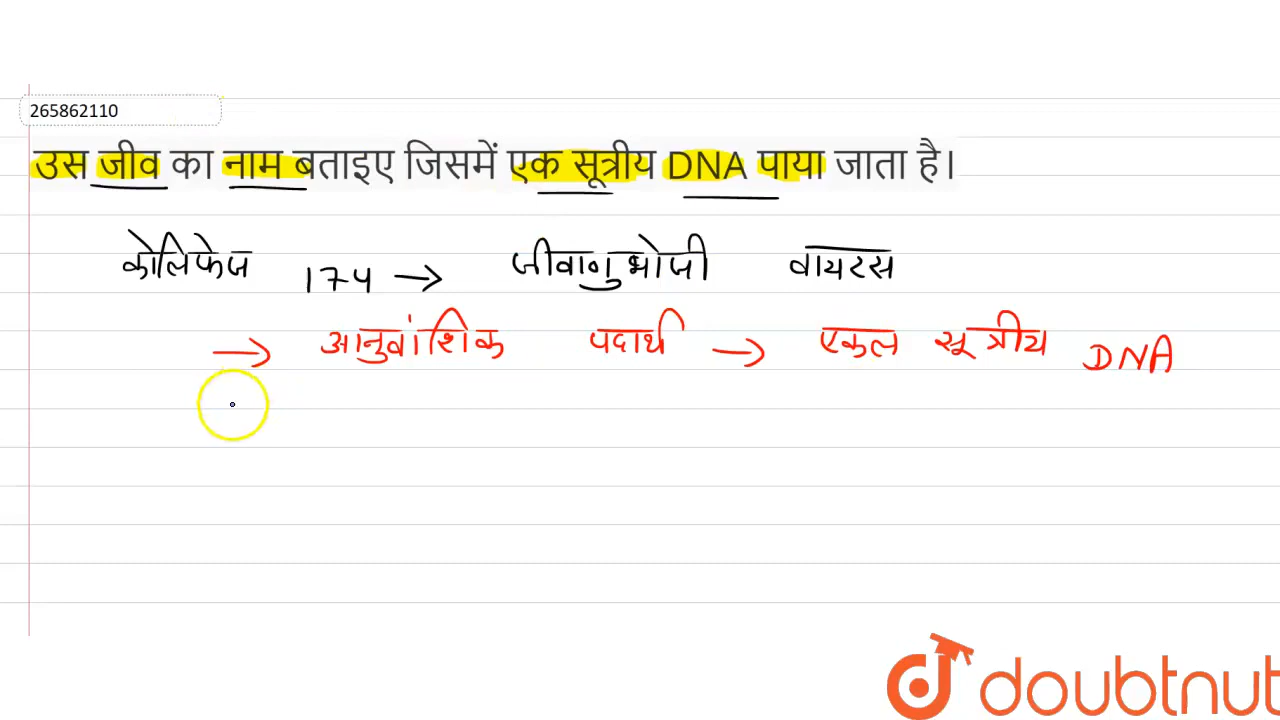 265862110
उस जीव का नाम बताइए जिसमें एक सूत्रीय DNA पाया जाता है।
कोलिफेज 174 → जीवाणुभोजी वायरस
→ आनुवांशिक पदार्थ → एकल सूत्रीय DNA
doubtnut